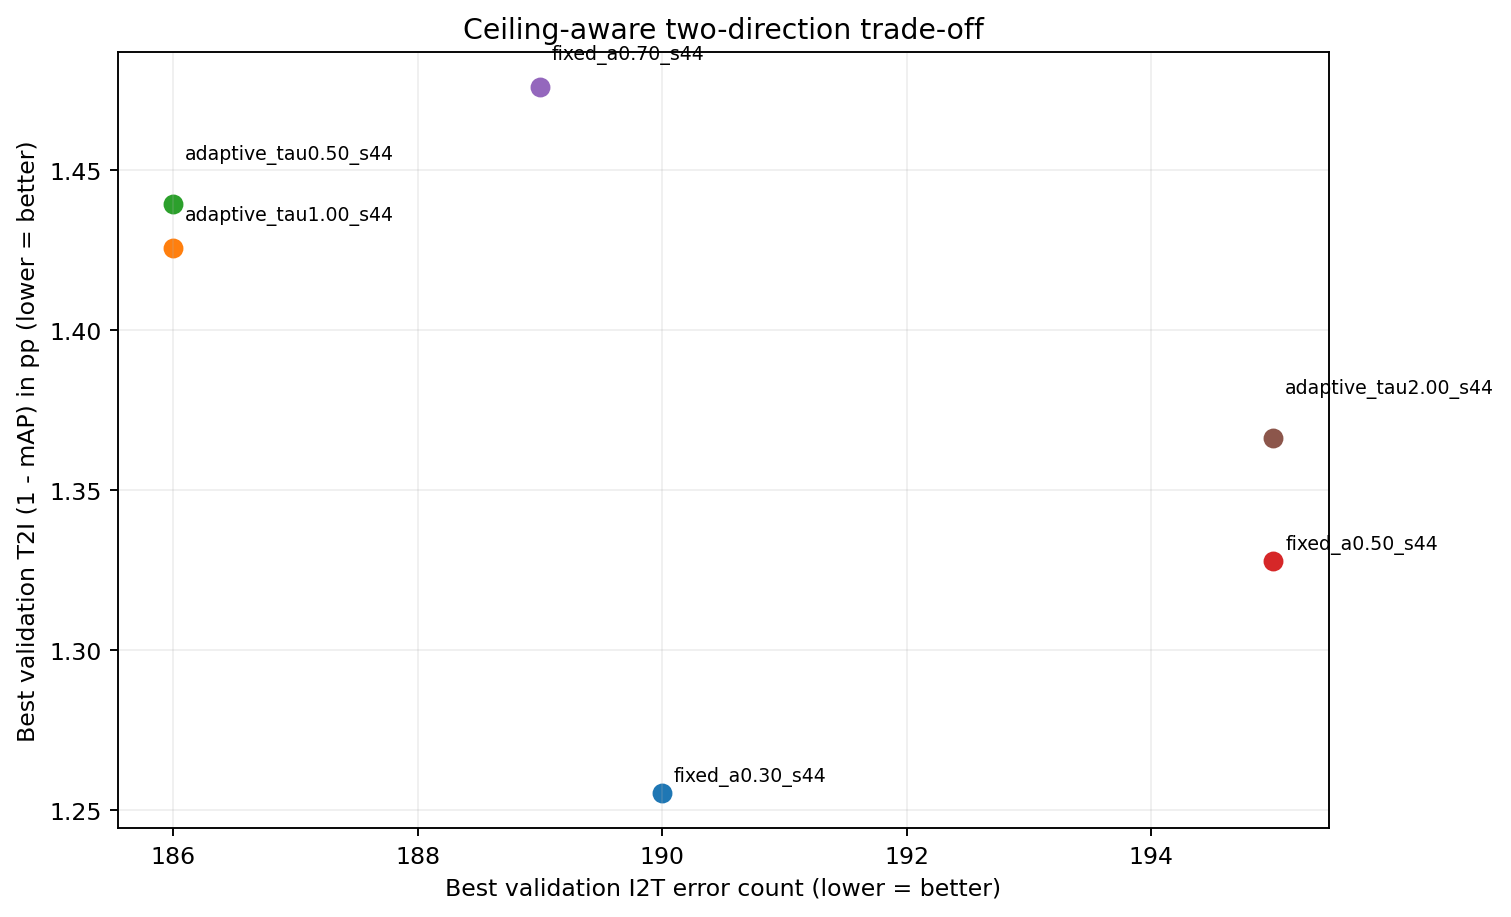 Ceiling-aware two-direction trade-off
fixed_a0.70_s44
adaptive_tau0.50_s44
adaptive_tau1.00_s44
adaptive_tau2.00_s44
fixed_a0.50_s44
fixed_a0.30_s44
Best validation T2I (1 - mAP) in pp (lower = better)
1.45
1.40
1.35
1.30
1.25
186
188
190
192
194
Best validation I2T error count (lower = better)